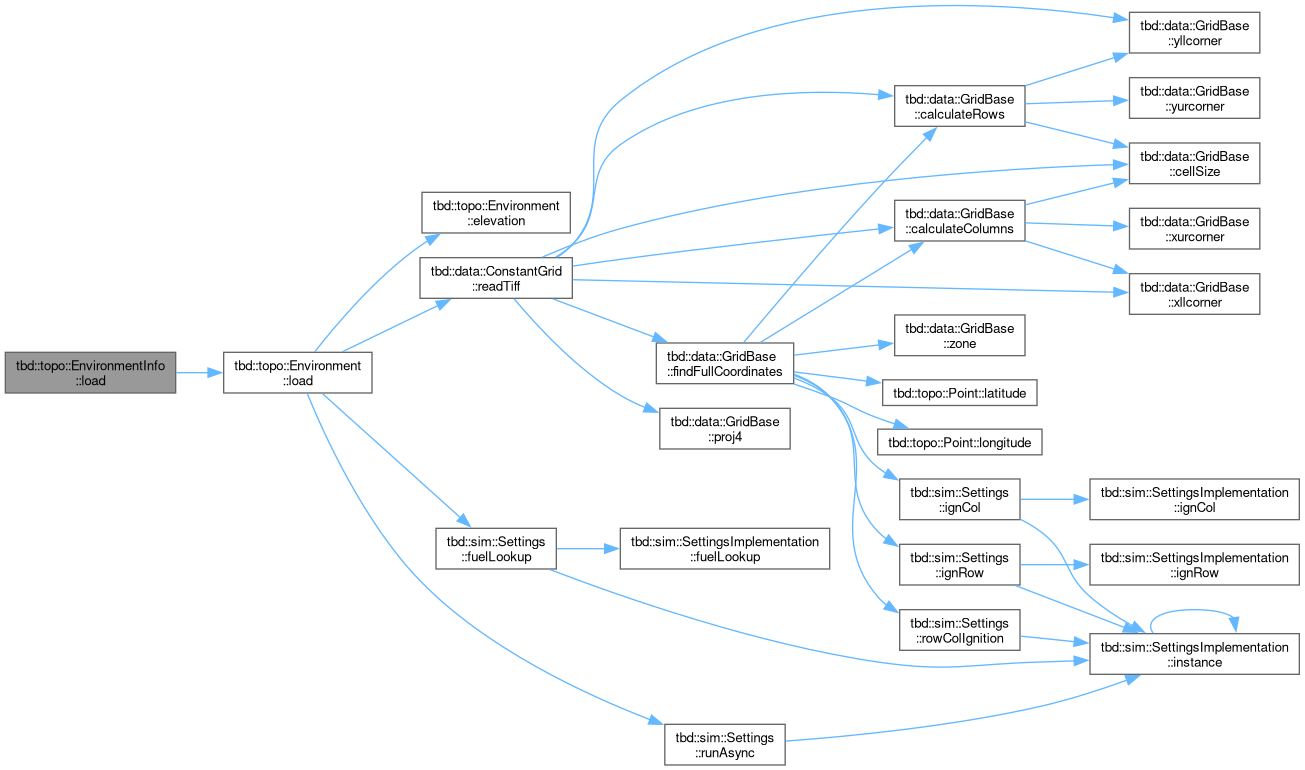 tbd::topo::EnvironmentInfo
::load
tbd::topo::Environment
::load
tbd::topo::Environment
::elevation
tbd::data::ConstantGrid
::readTiff
tbd::sim::Settings
::fuelLookup
tbd::sim::SettingsImplementation
::fuelLookup
tbd::data::GridBase
::findFullCoordinates
tbd::data::GridBase
::proj4
tbd::sim::Settings
::runAsync
tbd::data::GridBase
::calculateRows
tbd::data::GridBase
::calculateColumns
tbd::data::GridBase
::zone
tbd::topo::Point::latitude
tbd::topo::Point::longitude
tbd::sim::Settings
::ignCol
tbd::sim::Settings
::ignRow
tbd::sim::Settings
::rowColIgnition
tbd::data::GridBase
::yllcorner
tbd::data::GridBase
::yurcorner
tbd::data::GridBase
::cellSize
tbd::data::GridBase
::xurcorner
tbd::data::GridBase
::xllcorner
tbd::sim::SettingsImplementation
::ignCol
tbd::sim::SettingsImplementation
::ignRow
tbd::sim::SettingsImplementation
::instance